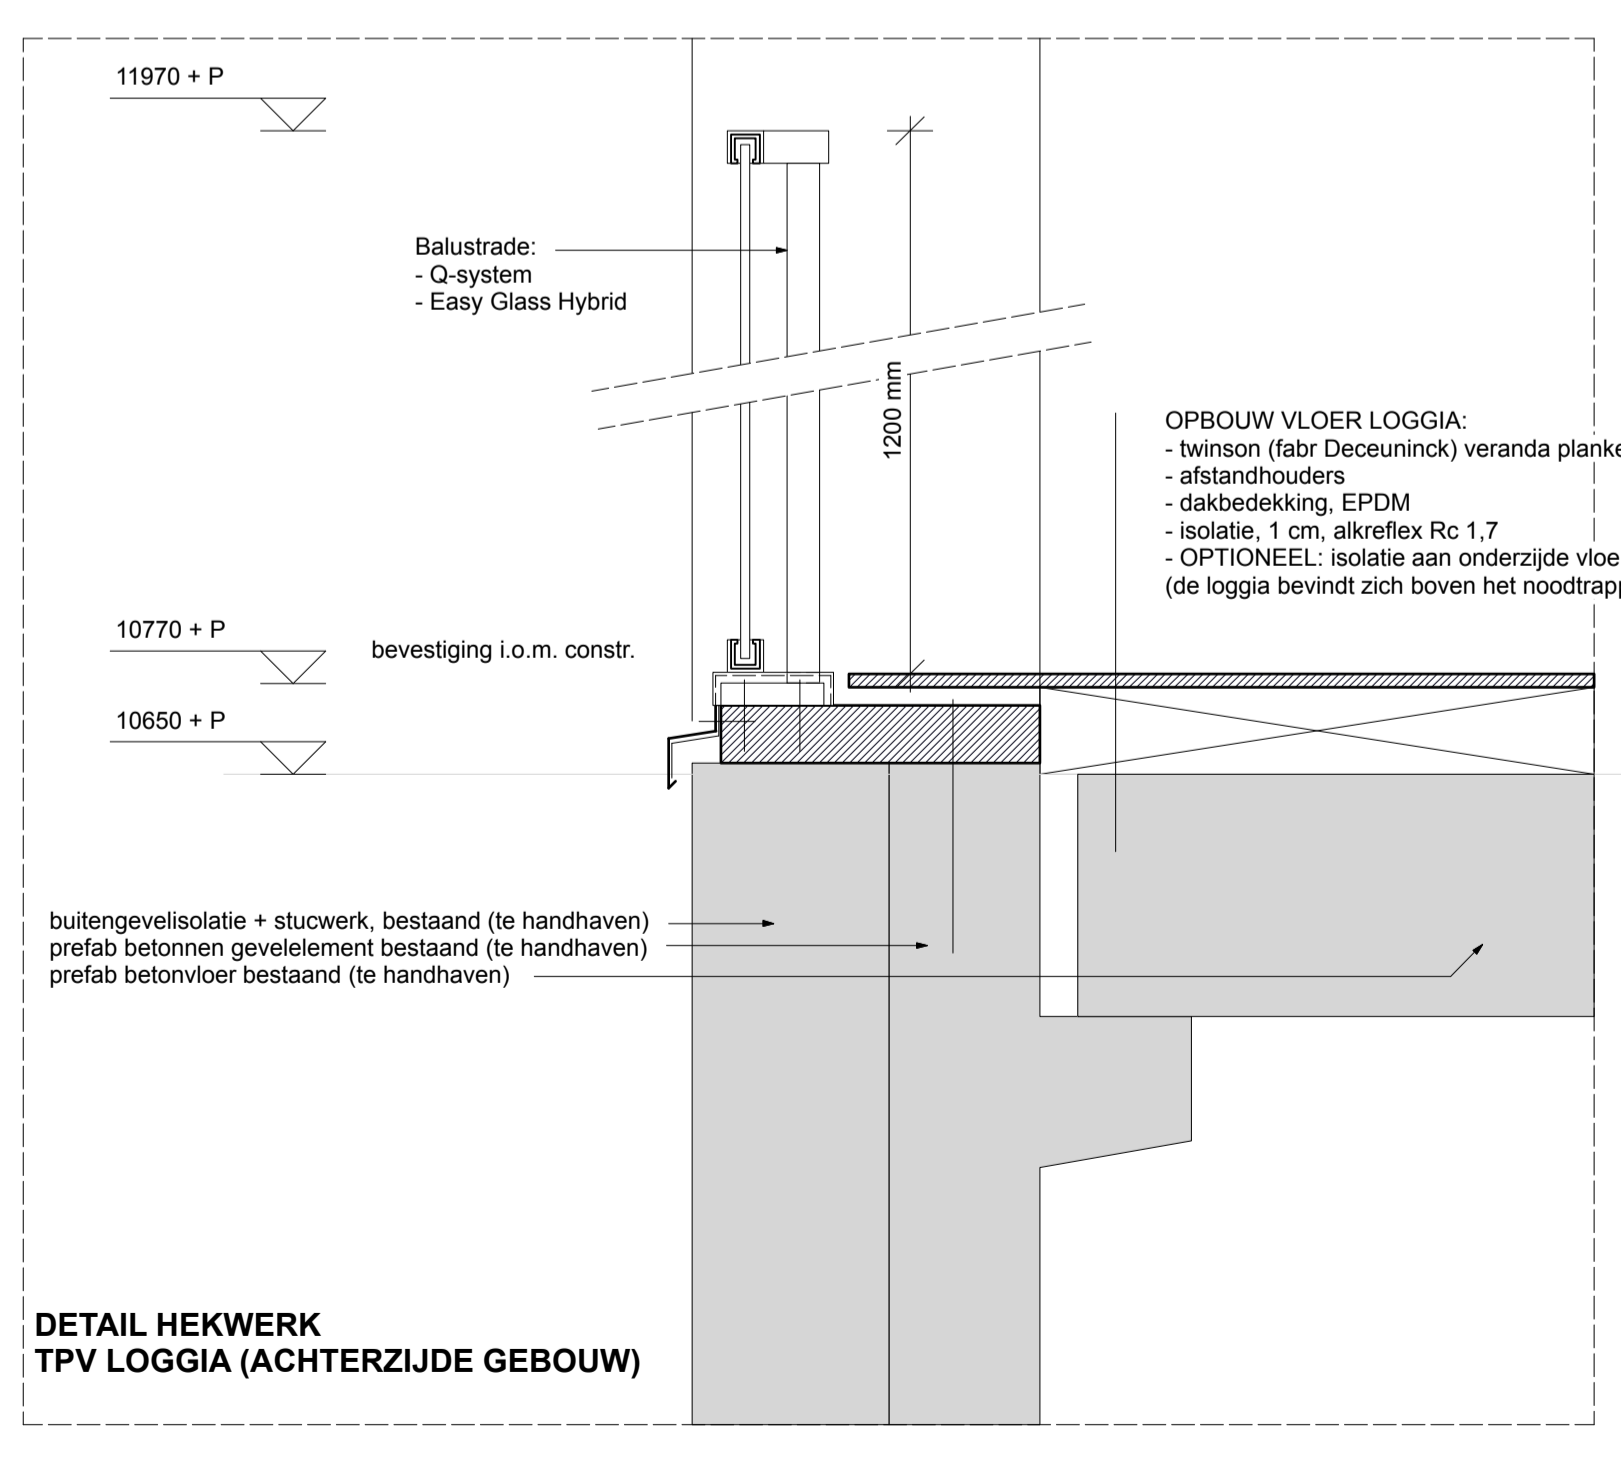 11970 + P
Balustrade:
- Q-system
- Easy Glass Hybrid
1200 mm
OPBOUW VLOER LOGGIA:
- twinson (fabr Deceuninck) veranda planke
- afstandhouders
- dakbedekking, EPDM
- isolatie, 1 cm, alkreflex Rc 1,7
- OPTIONEEL: isolatie aan onderzijde vloe
(de loggia bevindt zich boven het noodtrapp
10770 + P
bevestiging i.o.m. constr.
10650 + P
buitengevelisolatie + stucwerk, bestaand (te handhaven)
prefab betonnen gevelelement bestaand (te handhaven)
prefab betonvloer bestaand (te handhaven)
DETAIL HEKWERK
TPV LOGGIA (ACHTERZIJDE GEBOUW)